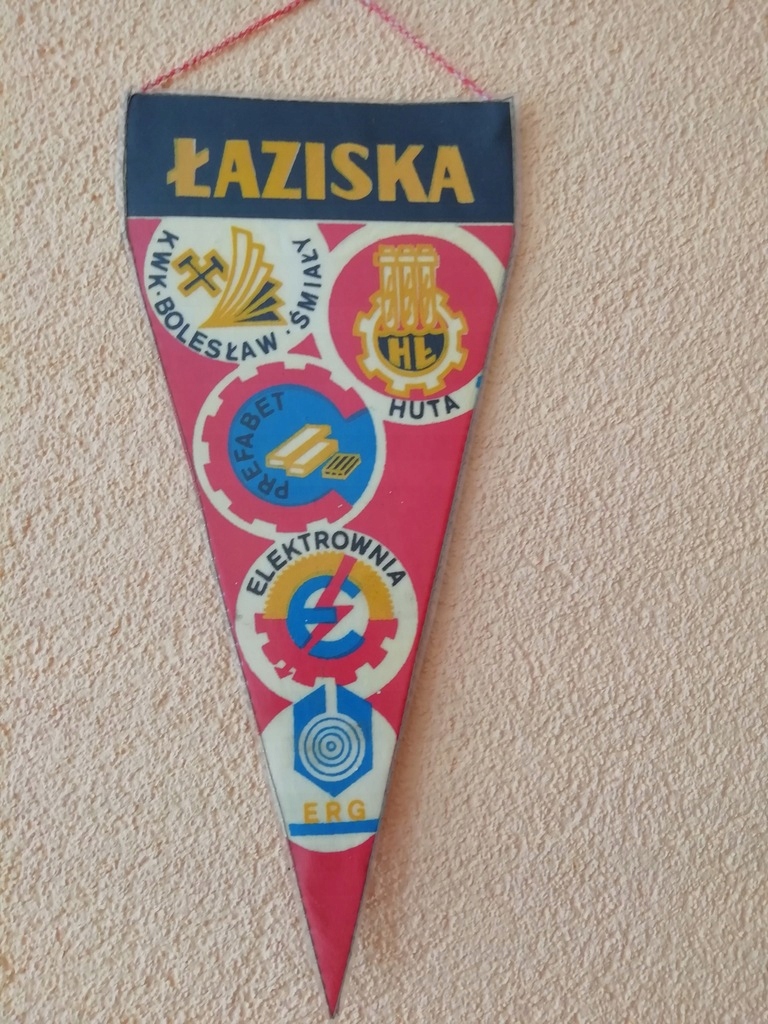 ŁAZISKA
KWK · BOLESŁAW · ŚMIAŁY
HŁ
HUTA
PREFABET
ELEKTROWNIA
E
ERG